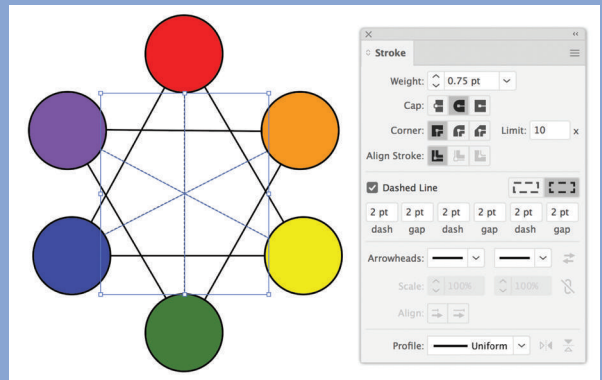 Stroke
Weight: 0.75 pt
Cap:
Corner: Limit: 10 x
Align Stroke:
Dashed Line
2 pt 2 pt 2 pt 2 pt 2 pt 2 pt
dash gap dash gap dash gap
Arrowheads:
Scale: 100% 100%
Align:
Profile: Uniform